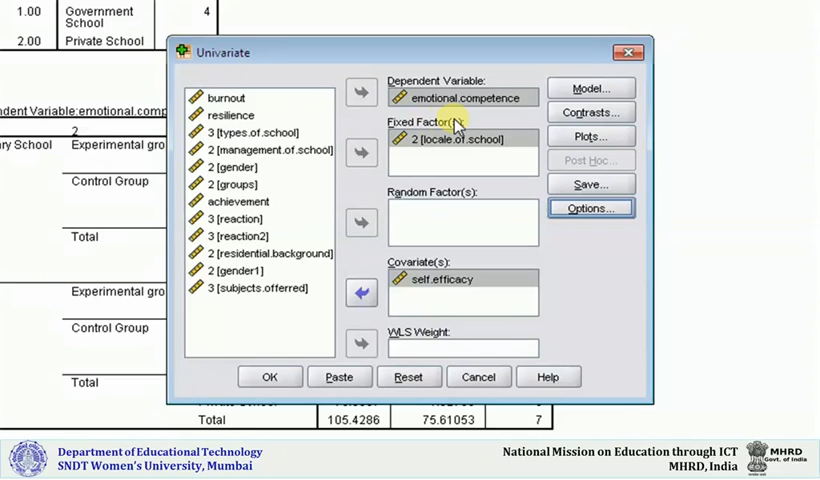 1.00 Government School 4
2.00 Private School
Univariate
dent Variable:emotional.comp
2
ry School Experimental gro
Control Group
Total
Experimental gro
Control Group
Total
burnout
resilience
3 [types.of.school]
2 [management.of.school]
2 [gender]
2 [groups]
achievement
3 [reaction]
3 [reaction2]
2 [residential.background]
2 [gender1]
3 [subjects.offerred]
Dependent Variable:
emotional.competence
Fixed Factor(s):
2 [locale.of.school]
Random Factor(s):
Covariate(s):
self.efficacy
WLS Weight:
Model...
Contrasts...
Plots...
Post Hoc...
Save...
Options...
OK Paste Reset Cancel Help
Total 105.4286 75.61053 7
Department of Educational Technology
SNDT Women's University, Mumbai
National Mission on Education through ICT
MHRD, India
MHRD
Govt. of India